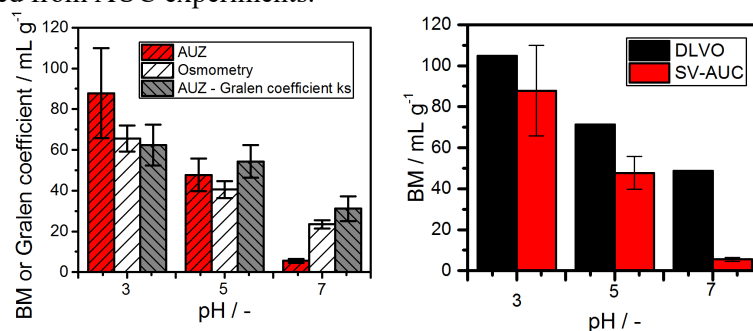 from AUC experiments.
AUZ
Osmometry
AUZ - Gralen coefficient ks
BM or Gralen coefficient / mL g⁻¹
120
100
80
60
40
20
0
3 5 7
pH / -
DLVO
SV-AUC
BM / mL g⁻¹
120
100
80
60
40
20
0
3 5 7
pH / -